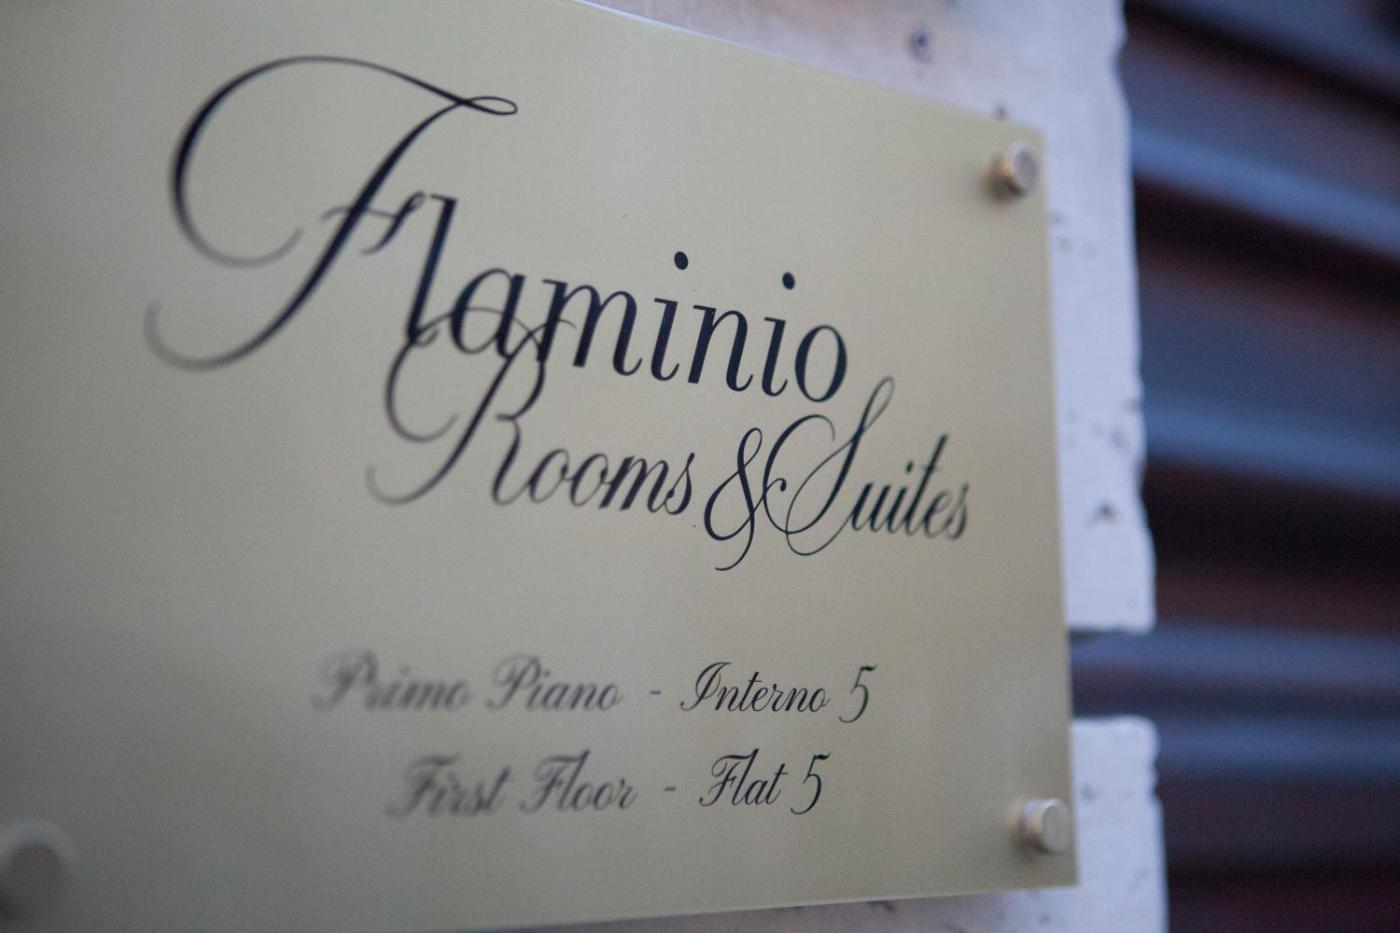 Flaminio
Rooms & Suites
Primo Piano - Interno 5
First Floor - Flat 5